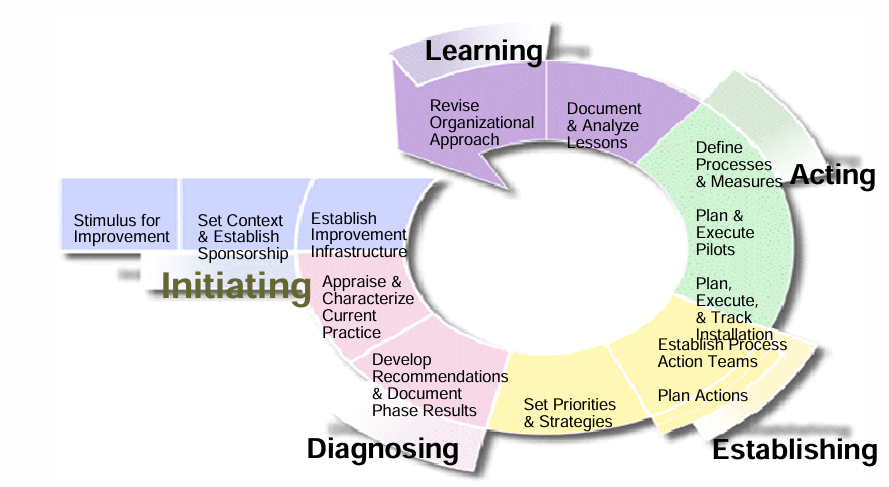 Learning
Revise
Organizational
Approach
Document
& Analyze
Lessons
Define
Processes
& Measures
Acting
Plan &
Execute
Pilots
Plan,
Execute,
& Track
Installation
Stimulus for
Improvement
Set Context
& Establish
Sponsorship
Establish
Improvement
Infrastructure
Initiating
Appraise &
Characterize
Current
Practice
Develop
Recommendations
& Document
Phase Results
Diagnosing
Set Priorities
& Strategies
Establish Process
Action Teams
Plan Actions
Establishing